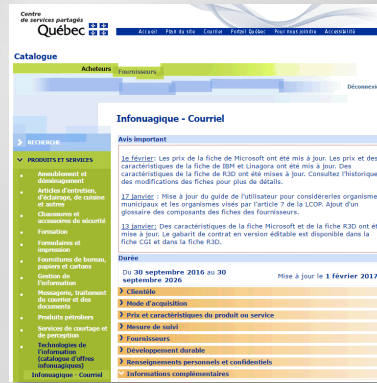 Centre
de services partagés
Québec
Accueil Plan du site Courriel Portail Québec Pour nous joindre Accessibilité
Catalogue
Acheteurs Fournisseurs
Déconnexi
Infonuagique - Courriel
RECHERCHE
PRODUITS ET SERVICES
Ameublement et
déménagement
Articles d'entretien,
d'éclairage, de cuisine
et autres
Chaussures et
accessoires de sécurité
Formation
Formulaires et
impression
Fournitures de bureau,
papiers et cartons
Gestion de
l'information
Messagerie, traitement
du courrier et des
documents
Produits pétroliers
Services de courtage et
de perception
Technologies de
l'information
(catalogue d'offres
infonuagiques)
Infonuagique - Courriel
Avis important
1e février: Les prix de la fiche de Microsoft ont été mis à jour. Les prix et des
caractéristiques de la fiche de IBM et Linagora ont été mis à jour. Des
caractéristiques de la fiche de R3D ont été mises à jour. Consultez l'historique
des modifications des fiches pour plus de détails.
17 janvier : Mise à jour du guide de l'utilisateur pour considéreries organisme
municipaux et les organismes visés par l'article 7 de la LCOP. Ajout d'un
glossaire des composants des fiches des fournisseurs.
13 janvier: Des caractéristiques de la fiche Microsoft et de la fiche R3D ont ét
mise à jour. Le gabarit de contrat en version éditable est disponible dans la
fiche CGI et dans la fiche R3D.
Durée
Du 30 septembre 2016 au 30
septembre 2026
Mise à jour le 1 février 2017
Clientèle
Mode d'acquisition
Prix et caractéristiques du produit ou service
Mesure de suivi
Fournisseurs
Développement durable
Renseignements personnels et confidentiels
Informations complémentaires